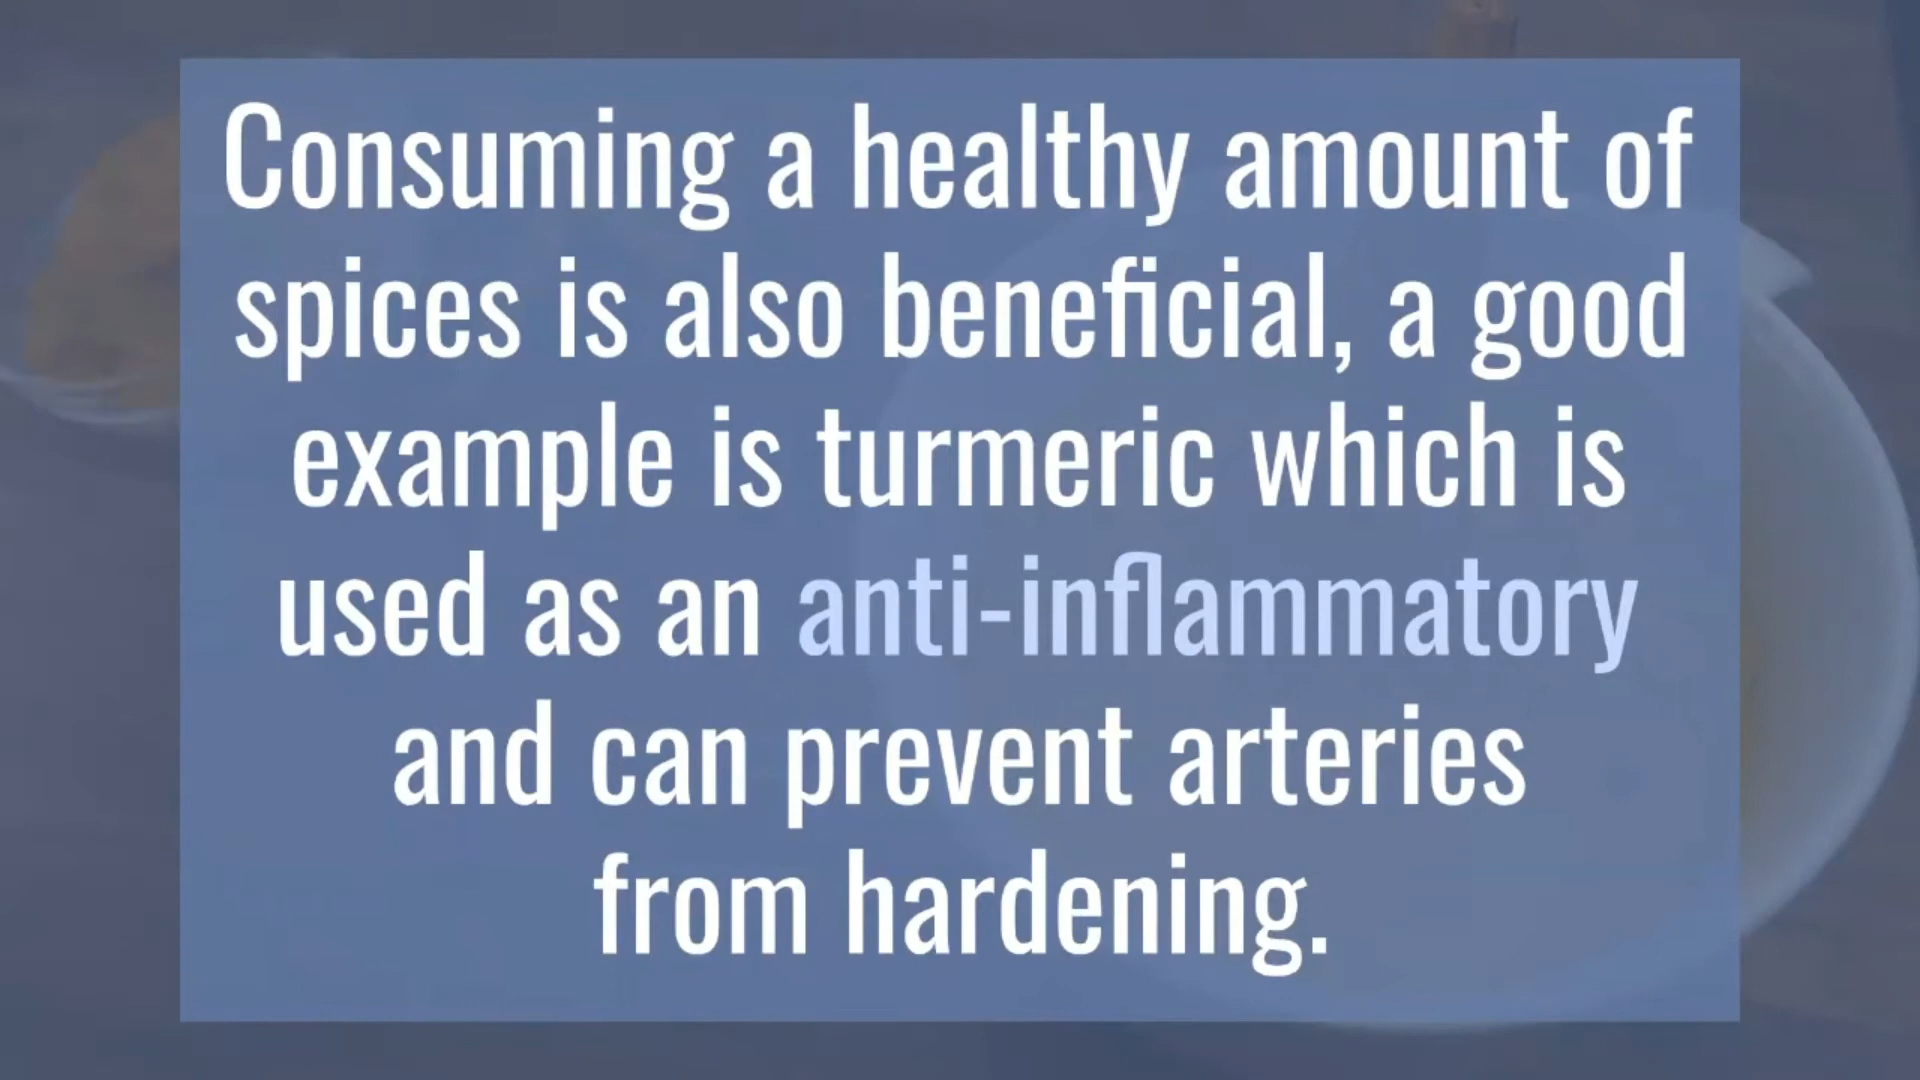 Consuming a healthy amount of
spices is also beneficial, a good
example is turmeric which is
used as an anti-inflammatory
and can prevent arteries
from hardening.